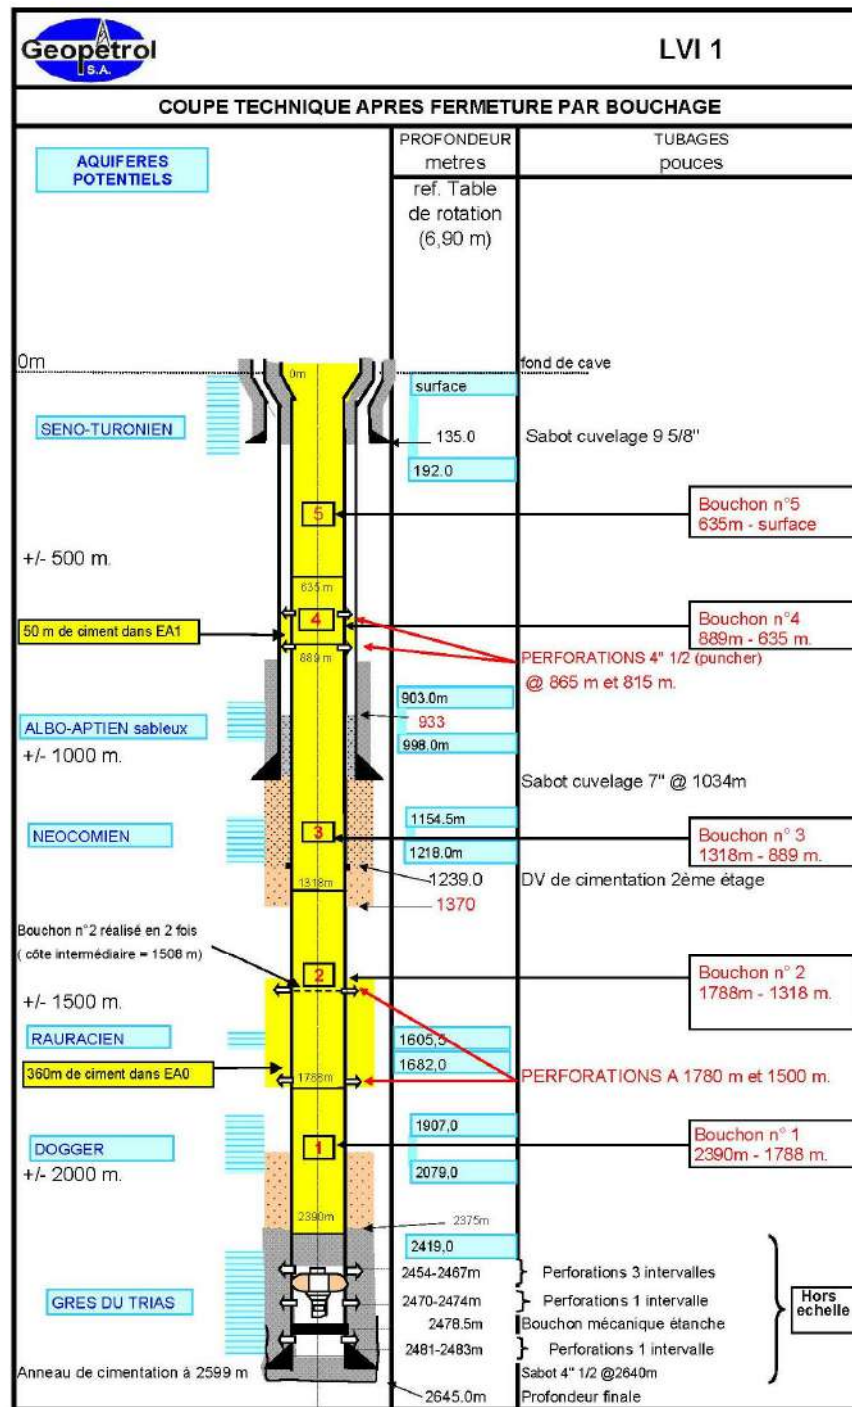 Geopétrol
S.A.
LVI 1
COUPE TECHNIQUE APRES FERMETURE PAR BOUCHAGE
AQUIFERES
POTENTIELS
PROFONDEUR
metres
ref. Table
de rotation
(6,90 m)
TUBAGES
pouces
0m
0m
fond de cave
surface
SENO-TURONIEN
135.0
Sabot cuvelage 9 5/8"
192.0
5
Bouchon n°5
635m - surface
+/- 500 m.
635 m
4
Bouchon n°4
889m - 635 m.
50 m de ciment dans EA1
889 m
PERFORATIONS 4" 1/2 (puncher)
@ 865 m et 815 m.
903.0m
ALBO-APTIEN sableux
933
998.0m
+/- 1000 m.
Sabot cuvelage 7" @ 1034m
1154.5m
NEOCOMIEN
3
Bouchon n° 3
1318m - 889 m.
1218.0m
1239.0
DV de cimentation 2ème étage
1318m
1370
Bouchon n°2 réalisé en 2 fois
( côte intermédiaire = 1508 m)
2
Bouchon n° 2
1788m - 1318 m.
+/- 1500 m.
RAURACIEN
1605,5
1682,0
360m de ciment dans EA0
1788m
PERFORATIONS A 1780 m et 1500 m.
1907,0
DOGGER
1
Bouchon n° 1
2390m - 1788 m.
+/- 2000 m.
2079,0
2390m
2375m
2419,0
2454-2467m
Perforations 3 intervalles
GRES DU TRIAS
2470-2474m
Perforations 1 intervalle
Hors
echelle
2478.5m
Bouchon mécanique étanche
2481-2483m
Perforations 1 intervalle
Anneau de cimentation à 2599 m
Sabot 4" 1/2 @2640m
2645.0m
Profondeur finale